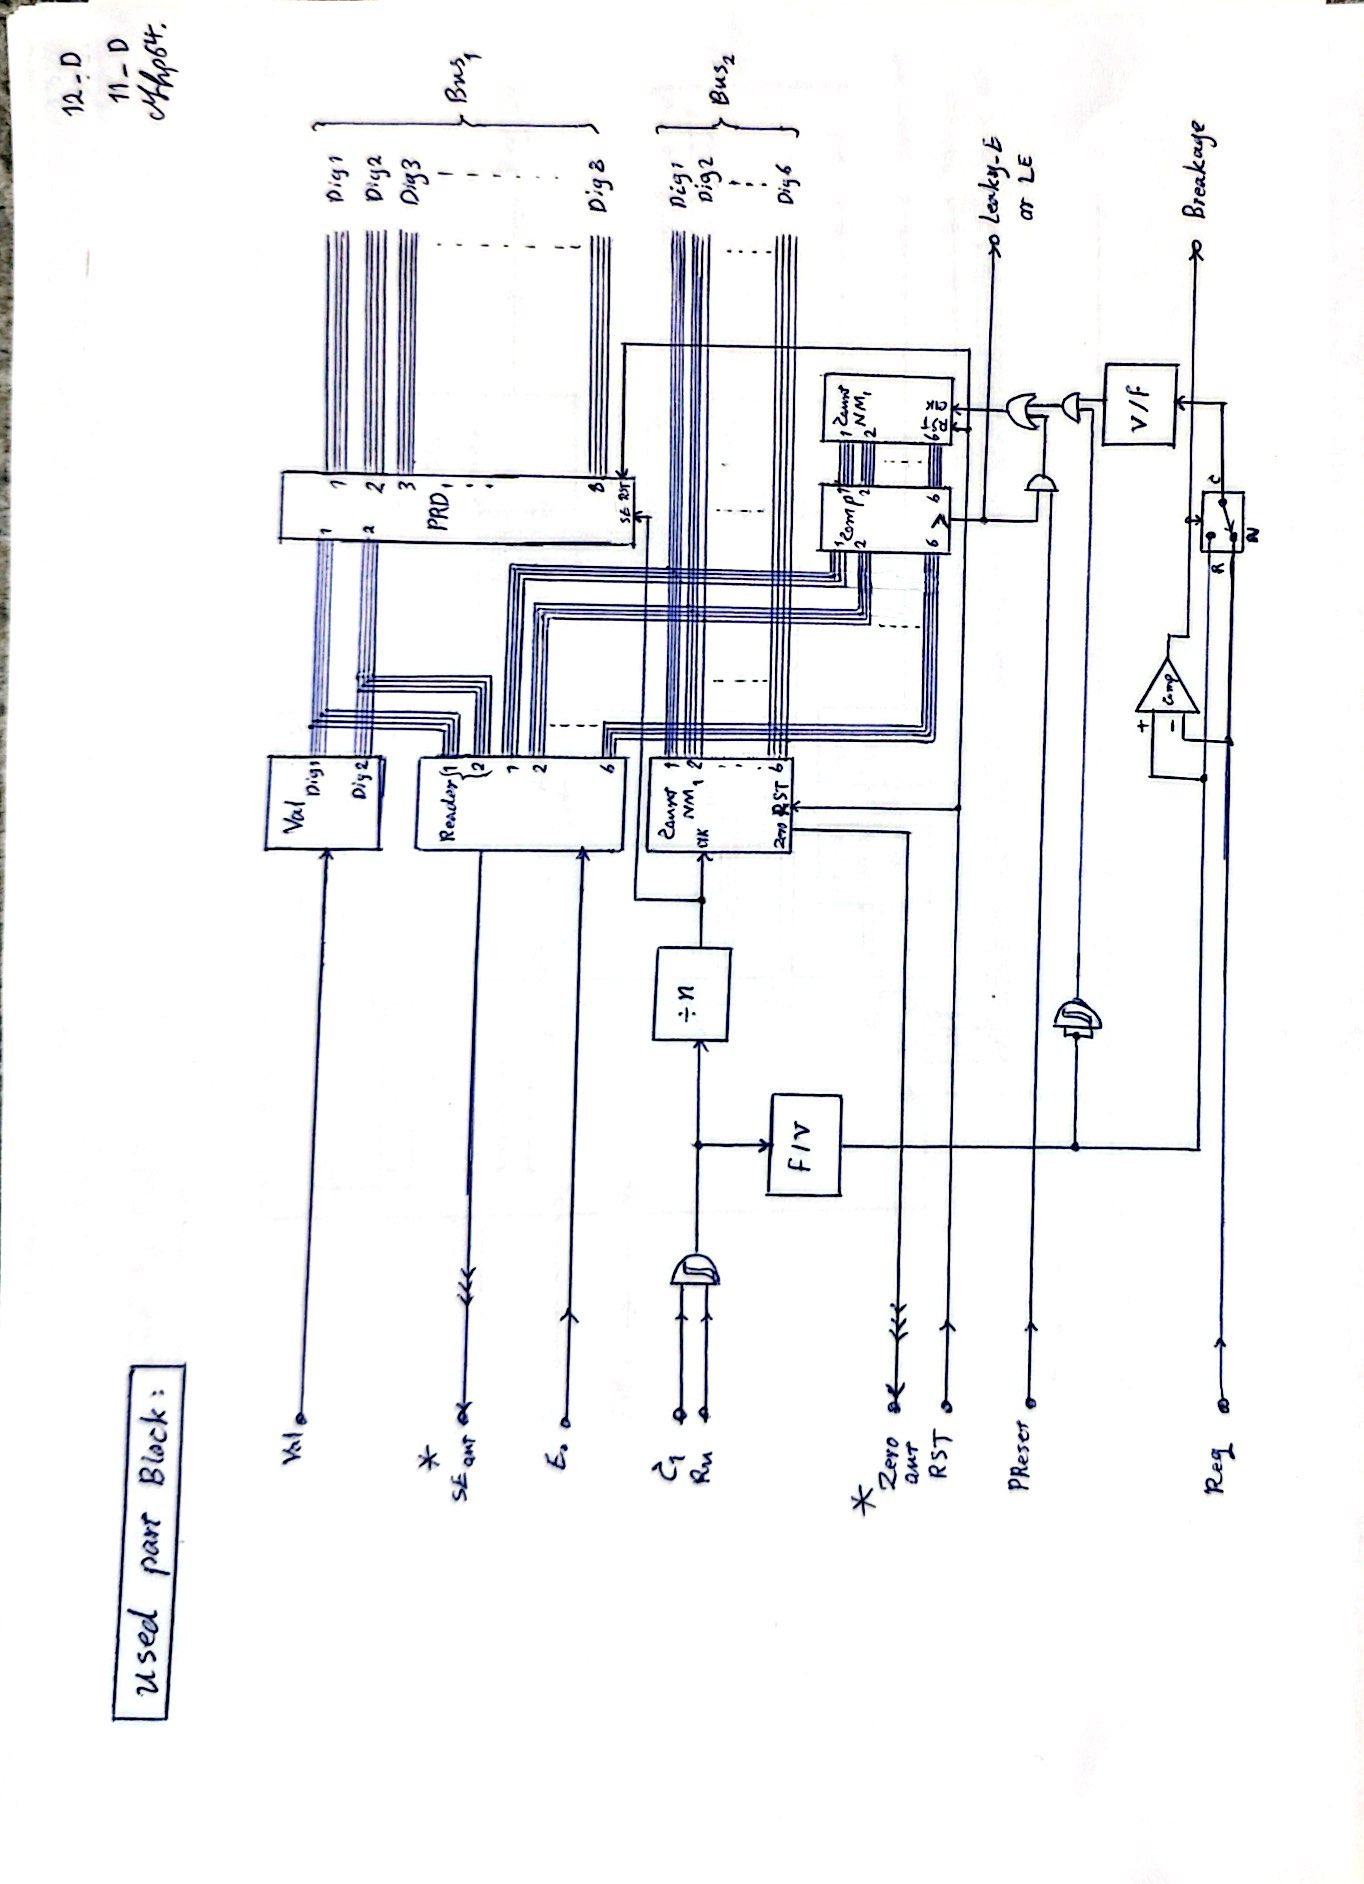 12-D
11-D
Mhp64.
used part Block:
Val
Val
Dig1
Dig2
1
2
PRD
1
2
3
8
SE RST
Dig1
Dig2
Dig3
Dig8
Bus1
*
SE out
Reader {1
2
1
2
6
E.
C1
Ru
÷n
Count
NM1
CLK
Zero RST
1
2
6
Dig1
Dig2
Dig6
Bus2
F/V
*
Zero
out
RST
1
2
6
Comp
>
1
2
6
1
2
6
Count
NM1
RST
CLK
Leaky-E
or LE
PReset
V/F
+
-
Comp
Breakage
Req
R
C
N